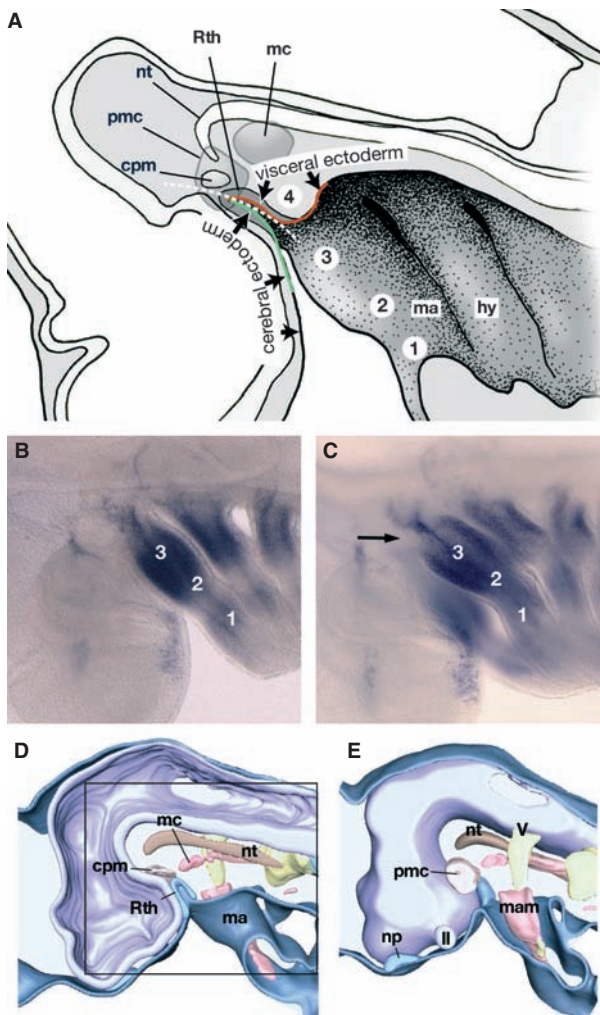 A
Rth
mc
nt
pmc
cpm
visceral ectoderm
4
cerebral ectoderm
3
2
ma
hy
1
B
3
2
1
C
3
2
1
D
mc
nt
cpm
Rth
ma
E
V
nt
pmc
mam
np
II